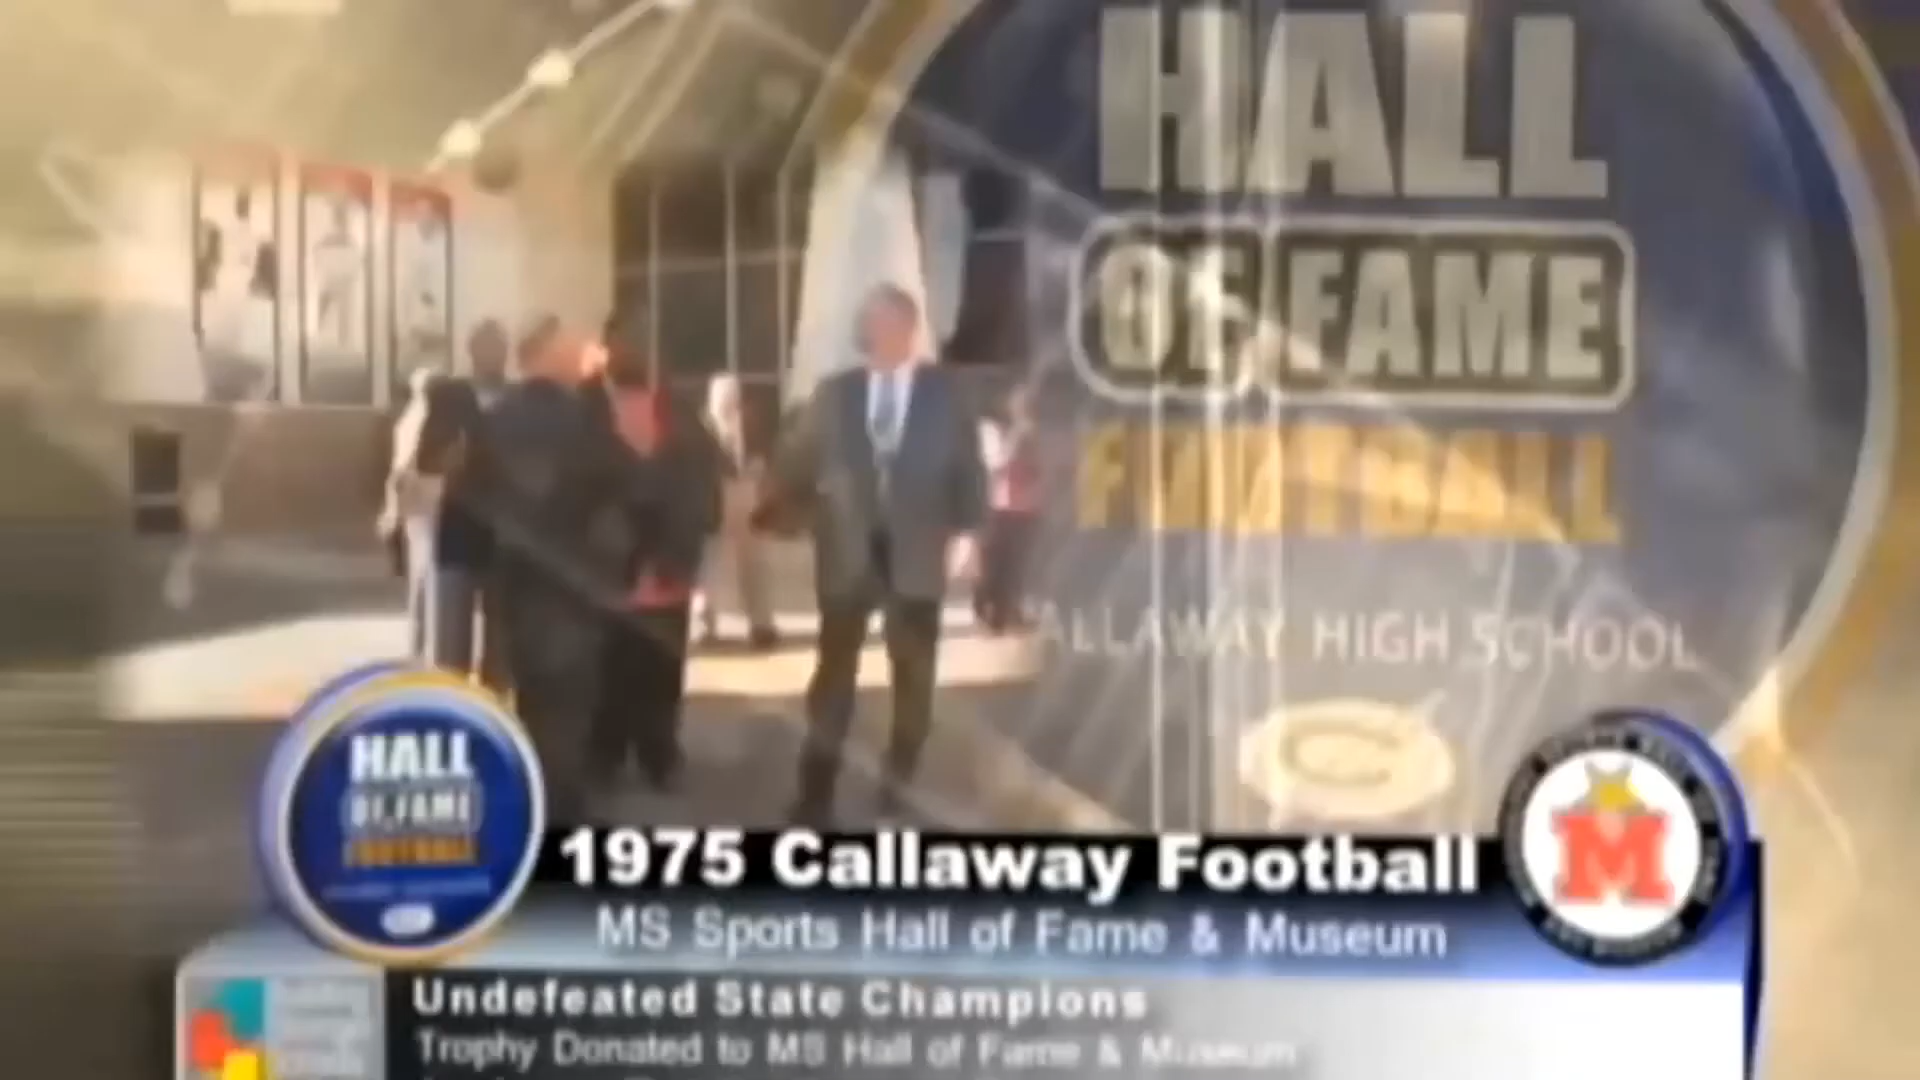 HALL
OF FAME
FOOTBALL
ALLAWAY HIGH SCHOOL
C
HALL
OF FAME
FOOTBALL
1975 Callaway Football
M
MS Sports Hall of Fame & Museum
Undefeated State Champions
Trophy Donated to MS Hall of Fame & Museum